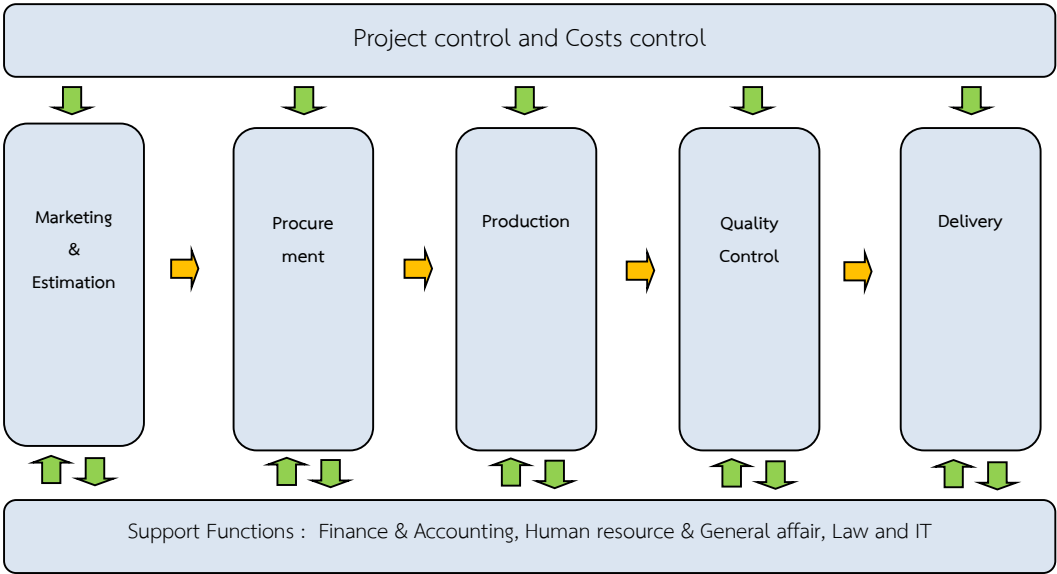 Project control and Costs control
Marketing
&
Estimation
Procure
ment
Production
Quality
Control
Delivery
Support Functions :  Finance & Accounting, Human resource & General affair, Law and IT